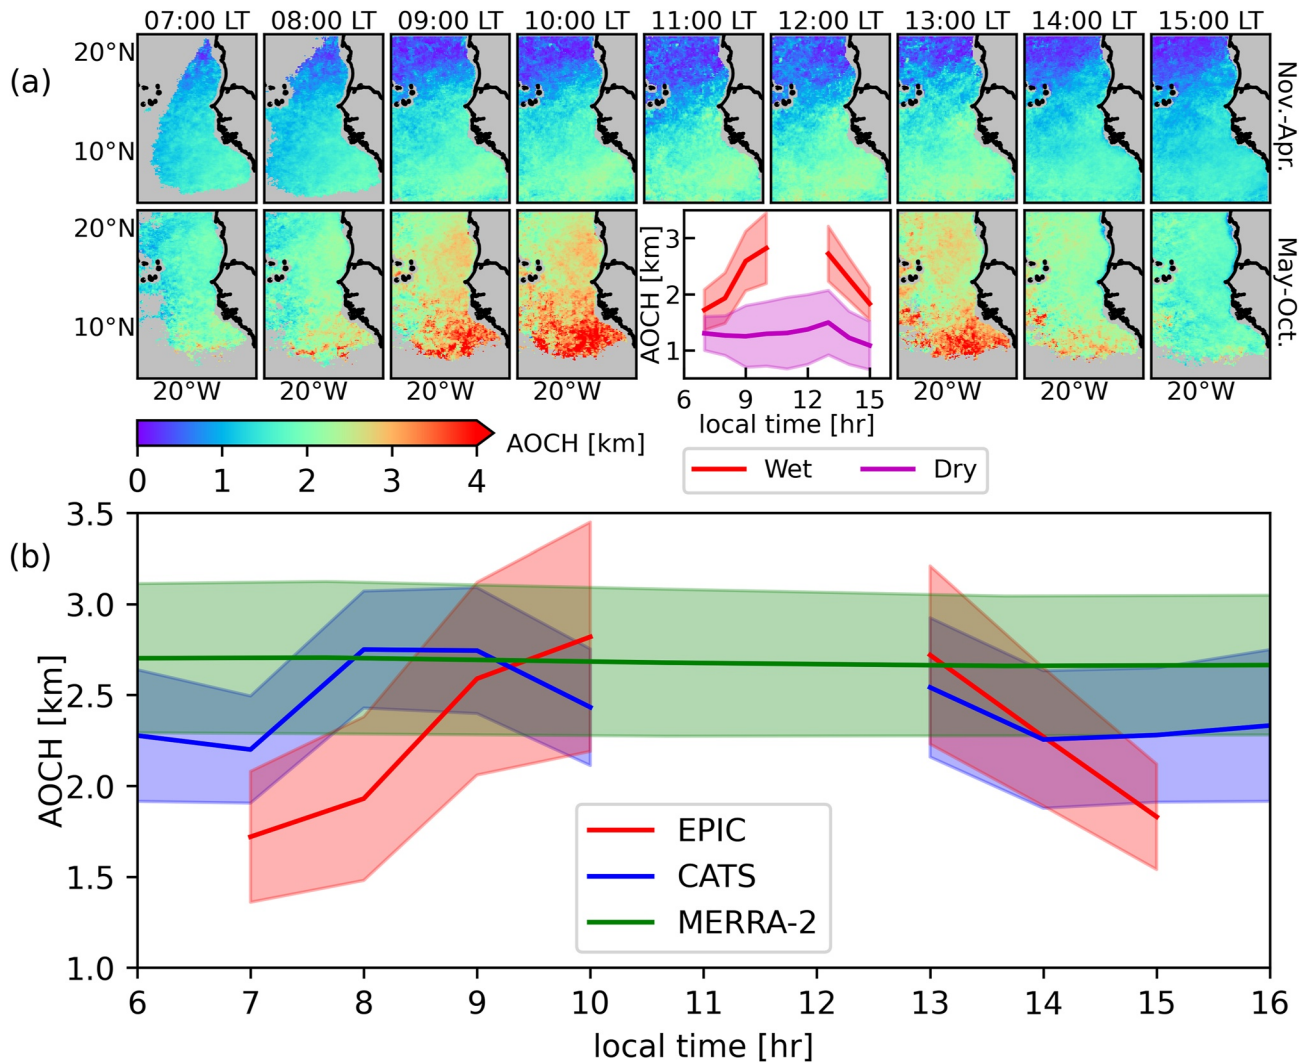 07:00 LT 08:00 LT 09:00 LT 10:00 LT 11:00 LT 12:00 LT 13:00 LT 14:00 LT 15:00 LT
(a)
20°N
10°N
Nov.-Apr.
20°N
10°N
May-Oct.
20°W 20°W 20°W 20°W 20°W 20°W 20°W
AOCH [km]
3
2
1
6 9 12 15
local time [hr]
Wet Dry
0 1 2 3 4
AOCH [km]
(b)
3.5
3.0
2.5
2.0
1.5
1.0
AOCH [km]
EPIC
CATS
MERRA-2
6 7 8 9 10 11 12 13 14 15 16
local time [hr]